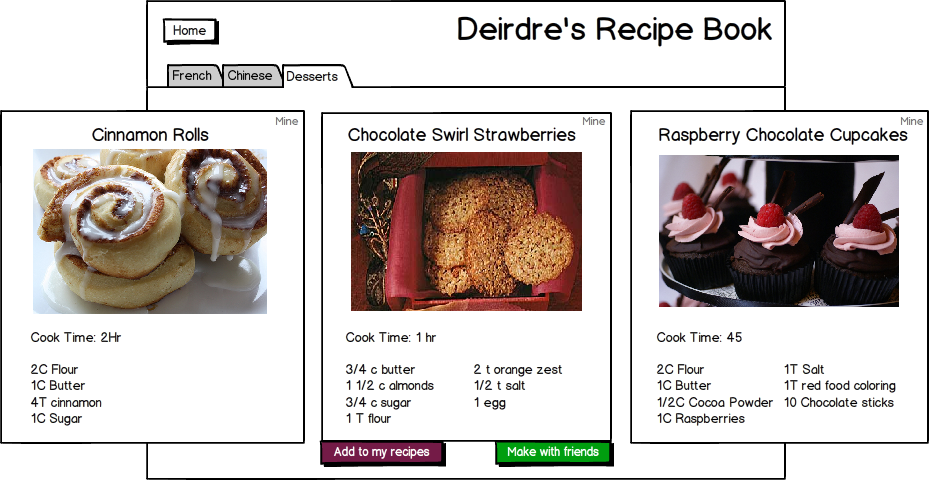 Home
Deirdre's Recipe Book
French
Chinese
Desserts
Mine
Cinnamon Rolls
Cook Time: 2Hr
2C Flour
1C Butter
4T cinnamon
1C Sugar
Mine
Chocolate Swirl Strawberries
Cook Time: 1 hr
3/4 c butter
1 1/2 c almonds
3/4 c sugar
1 T flour
2 t orange zest
1/2 t salt
1 egg
Add to my recipes
Make with friends
Mine
Raspberry Chocolate Cupcakes
Cook Time: 45
2C Flour
1C Butter
1/2C Cocoa Powder
1C Raspberries
1T Salt
1T red food coloring
10 Chocolate sticks